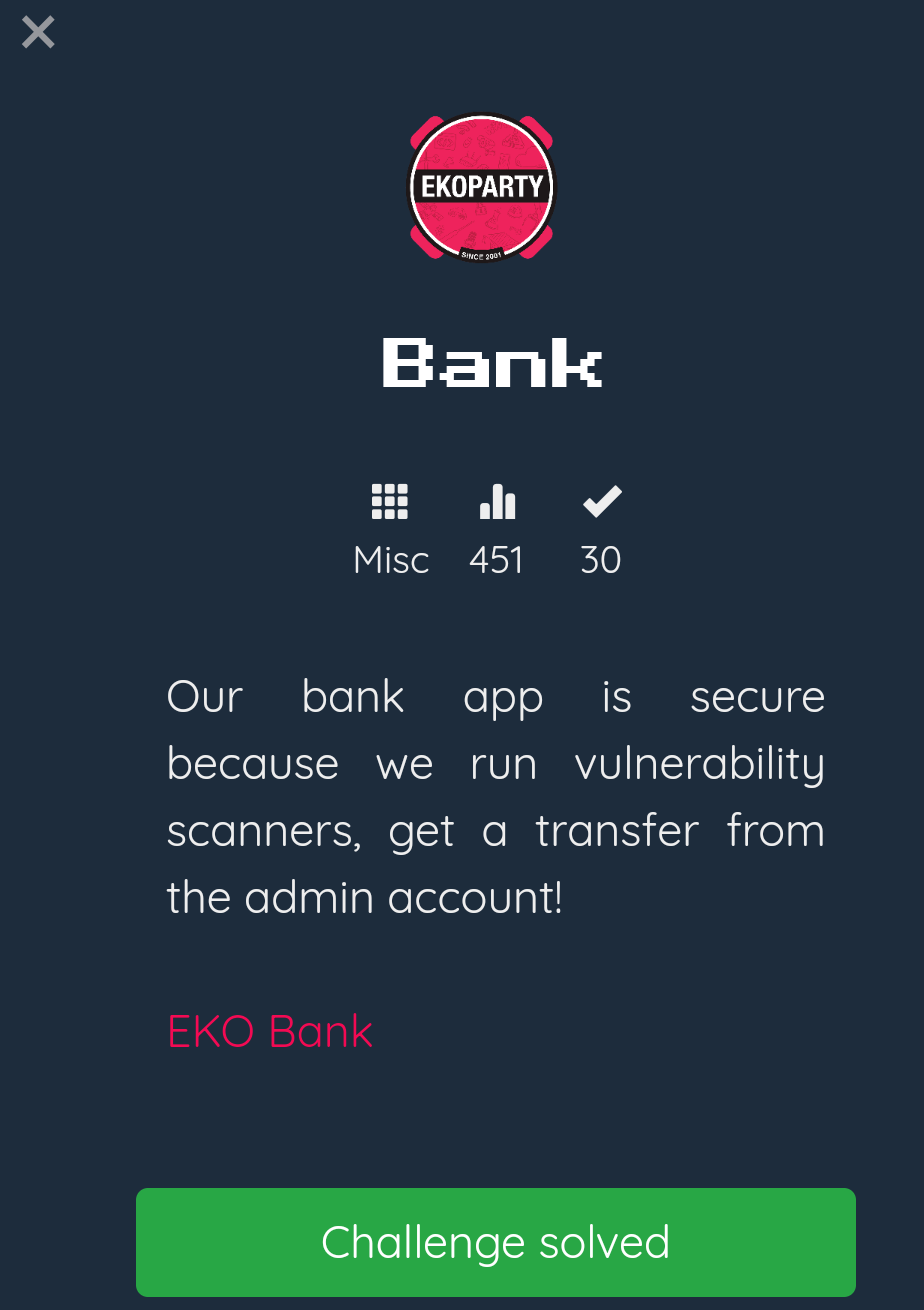 EKOPARTY
SINCE 2001
Bank
Misc 451 30
Our bank app is secure
because we run vulnerability
scanners, get a transfer from
the admin account!
EKO Bank
Challenge solved